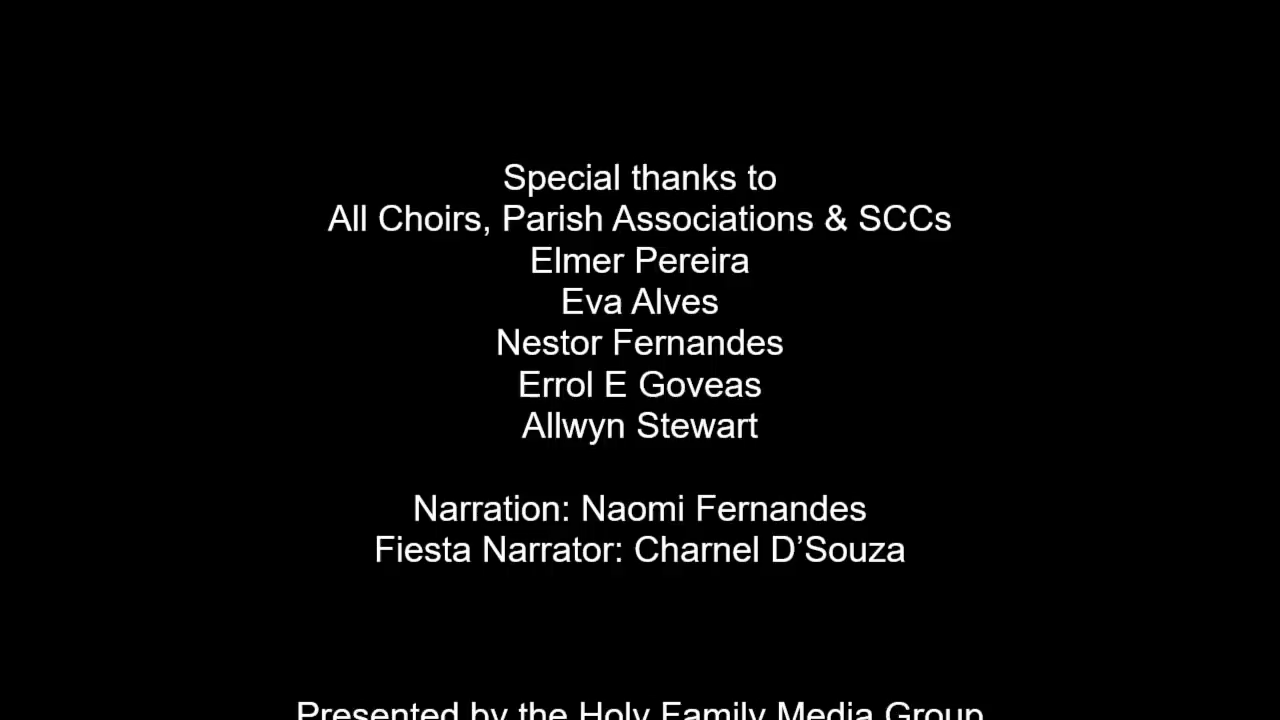 Special thanks to
All Choirs, Parish Associations & SCCs
Elmer Pereira
Eva Alves
Nestor Fernandes
Errol E Goveas
Allwyn Stewart
Narration: Naomi Fernandes
Fiesta Narrator: Charnel D’Souza
Presented by the Holy Family Media Group